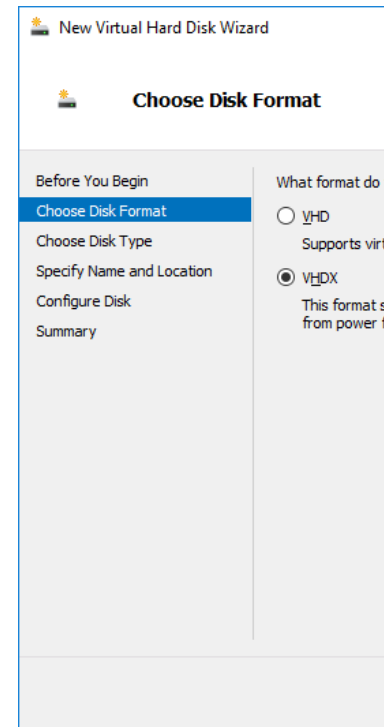 New Virtual Hard Disk Wizard
Choose Disk Format
Before You Begin
Choose Disk Format
Choose Disk Type
Specify Name and Location
Configure Disk
Summary
What format do
VHD
Supports
VHDX
This format
from power